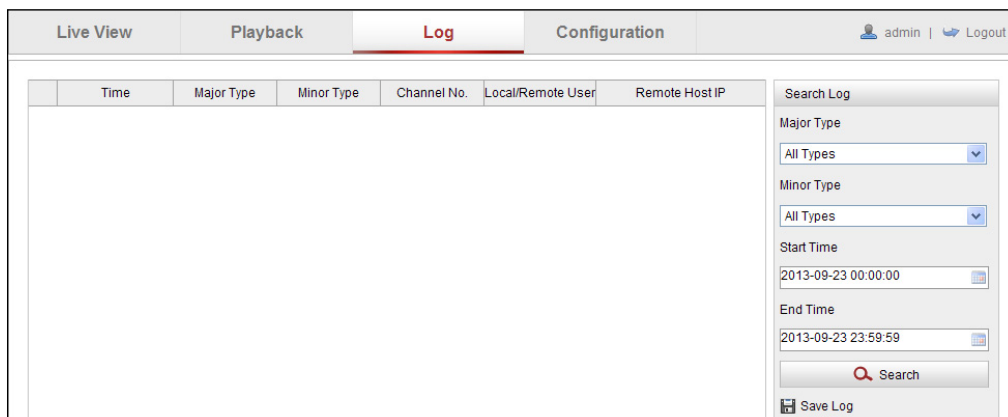 Live View Playback Log Configuration admin | Logout
Time Major Type Minor Type Channel No. Local/Remote User Remote Host IP
Search Log
Major Type
All Types
Minor Type
All Types
Start Time
2013-09-23 00:00:00
End Time
2013-09-23 23:59:59
Search
Save Log